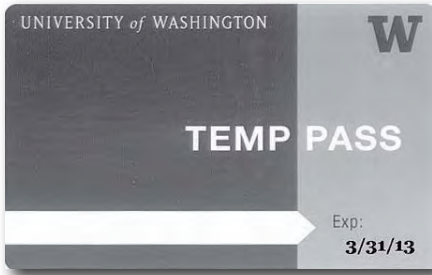 UNIVERSITY of WASHINGTON
W
TEMP PASS
Exp:
3/31/13